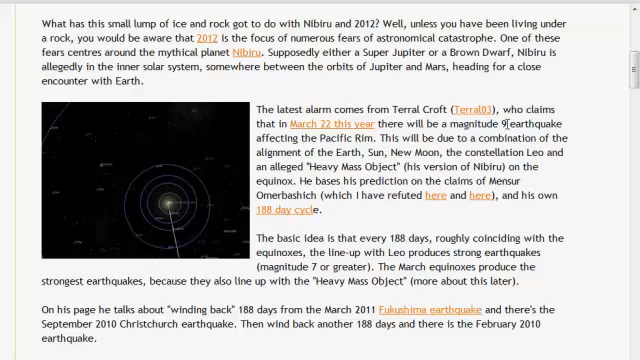 What has this small lump of ice and rock got to do with Nibiru and 2012? Well, unless you have been living under
a rock, you would be aware that 2012 is the focus of numerous fears of astronomical catastrophe. One of these
fears centres around the mythical planet Nibiru. Supposedly either a Super Jupiter or a Brown Dwarf, Nibiru is
allegedly in the inner solar system, somewhere between the orbits of Jupiter and Mars, heading for a close
encounter with Earth.
The latest alarm comes from Terral Croft (Terral03), who claims
that in March 22 this year there will be a magnitude 9 earthquake
affecting the Pacific Rim. This will be due to a combination of the
alignment of the Earth, Sun, New Moon, the constellation Leo and
an alleged "Heavy Mass Object" (his version of Nibiru) on the
equinox. He bases his prediction on the claims of Mensur
Omerbashich (which I have refuted here and here), and his own
188 day cycle.
The basic idea is that every 188 days, roughly coinciding with the
equinoxes, the line-up with Leo produces strong earthquakes
(magnitude 7 or greater). The March equinoxes produce the
strongest earthquakes, because they also line up with the "Heavy Mass Object" (more about this later).
On his page he talks about "winding back" 188 days from the March 2011 Fukushima earthquake and there's the
September 2010 Christchurch earthquake. Then wind back another 188 days and there is the February 2010
earthquake.